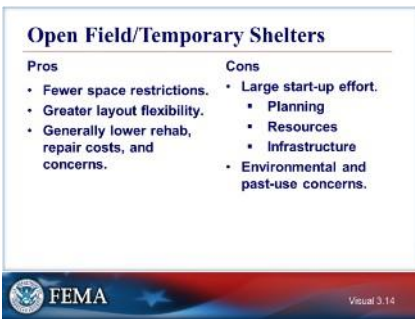 Open Field/Temporary Shelters
Pros
• Fewer space restrictions.
• Greater layout flexibility.
• Generally lower rehab,
repair costs, and
concerns.
Cons
• Large start-up effort.
▪ Planning
▪ Resources
▪ Infrastructure
• Environmental and
past-use concerns.
FEMA
Visual 3.14